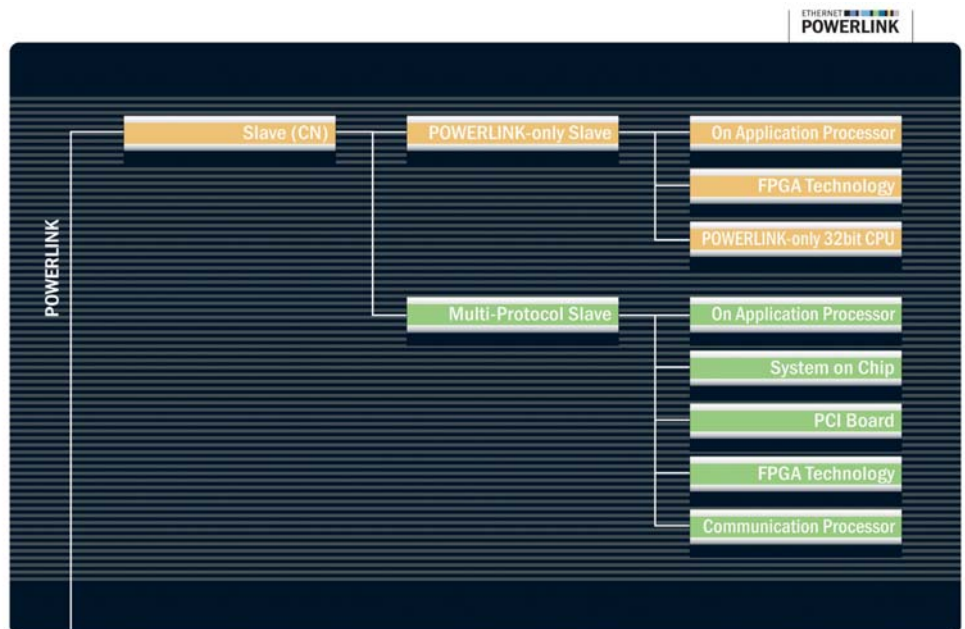 ETHERNET
POWERLINK
POWERLINK
Slave (CN)
POWERLINK-only Slave
On Application Processor
FPGA Technology
POWERLINK-only 32bit CPU
Multi-Protocol Slave
On Application Processor
System on Chip
PCI Board
FPGA Technology
Communication Processor